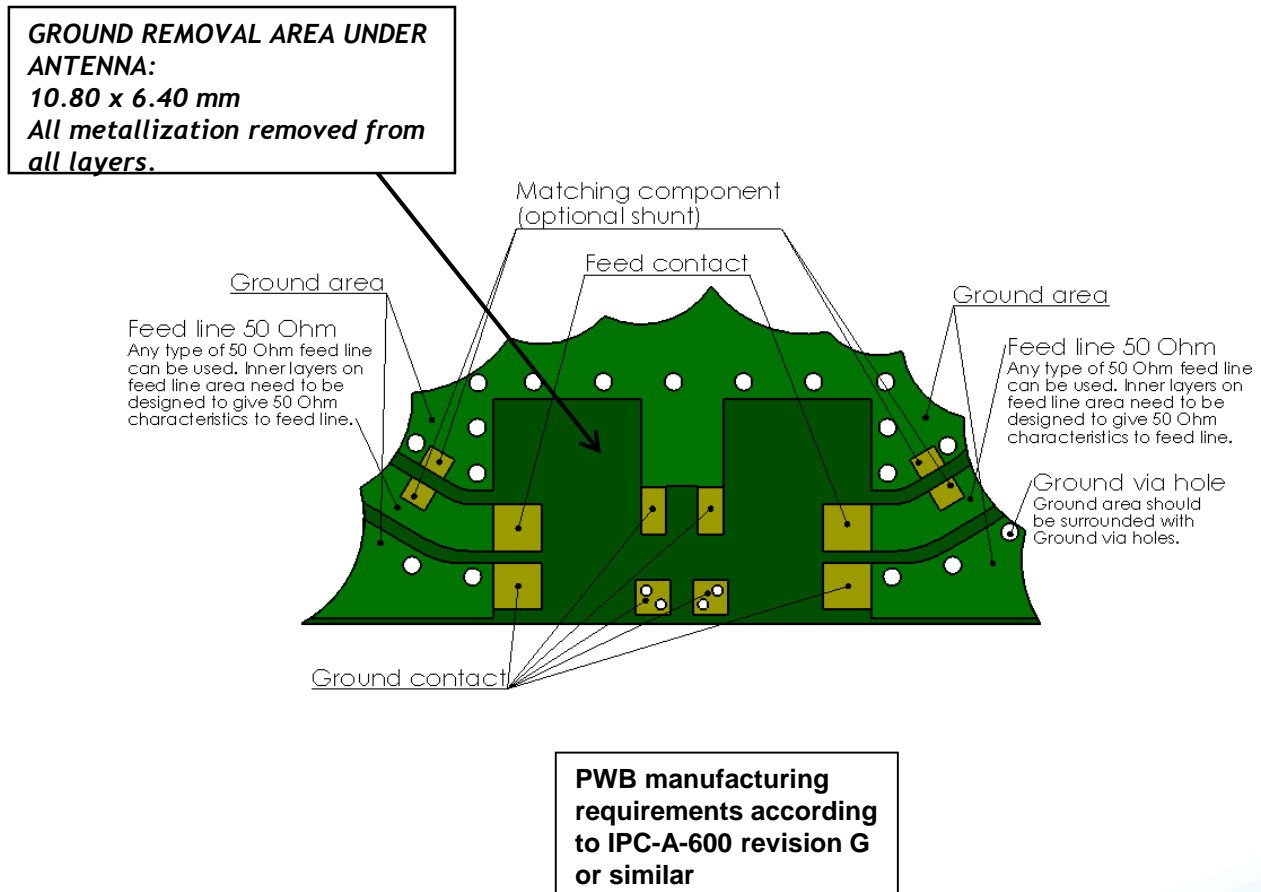 GROUND REMOVAL AREA UNDER
ANTENNA:
10.80 x 6.40 mm
All metallization removed from
all layers.
Matching component
(optional shunt)
Feed contact
Ground area
Ground area
Feed line 50 Ohm
Any type of 50 Ohm feed line
can be used. Inner layers on
feed line area need to be
designed to give 50 Ohm
characteristics to feed line.
Feed line 50 Ohm
Any type of 50 Ohm feed line
can be used. Inner layers on
feed line area need to be
designed to give 50 Ohm
characteristics to feed line.
Ground via hole
Ground area should
be surrounded with
Ground via holes.
Ground contact
PWB manufacturing
requirements according
to IPC-A-600 revision G
or similar